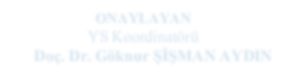 ONAYLAYAN
YS Koordinatörü
Doç. Dr. Göknur ŞİŞMAN AYDIN